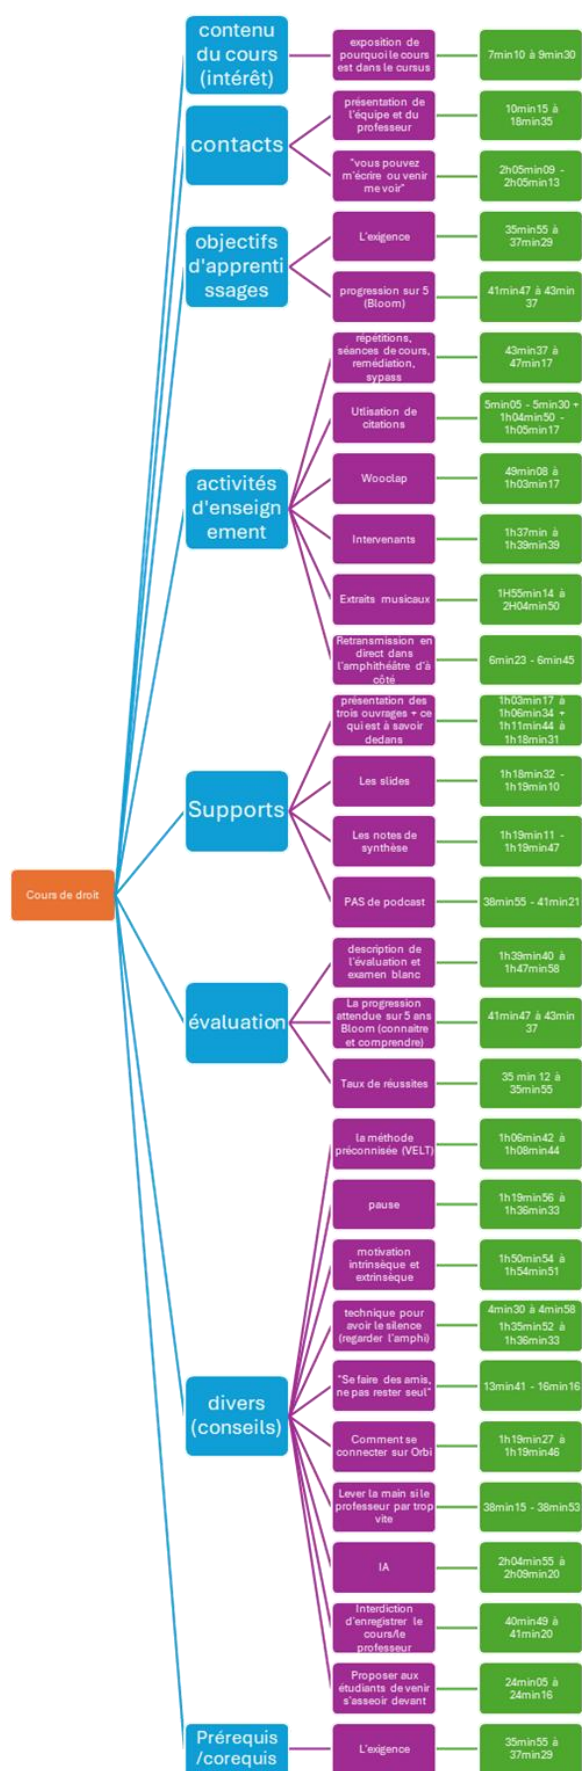 contenu
du cours
(intérêt)
exposition de
pourquoi le cours
est dans le cursus
7min10 à 9min30
contacts
présentation de
l'équipe et du
professeur
10min15 à
18min35
"vous pouvez
m'écrire ou venir
me voir"
2h05min09 -
2h05min13
objectifs
d'apprenti
ssages
L'exigence
35min55 à
37min29
progression sur 5
(Bloom)
41min47 à 43min
37
activités
d'enseign
ement
répétitions,
séances de cours,
remédiation,
sypass
43min37 à
47min17
Utlisation de
citations
5min05 - 5min30 +
1h04min50 -
1h05min17
Wooclap
49min08 à
1h03min17
Intervenants
1h37min à
1h39min39
Extraits musicaux
1H55min14 à
2H04min50
Retransmission en
direct dans
l'amphithéâtre d'à
côté
6min23 - 6min45
Supports
présentation des
trois ouvrages + ce
qui est à savoir
dedans
1h03min17 à
1h06min34 +
1h11min44 à
1h18min31
Les slides
1h18min32 -
1h19min10
Les notes de
synthèse
1h19min11 -
1h19min47
PAS de podcast
38min55 - 41min21
Cours de droit
évaluation
description de
l'évaluation et
examen blanc
1h39min40 à
1h47min58
La progression
attendue sur 5 ans
Bloom (connaitre
et comprendre)
41min47 à 43min
37
Taux de réussites
35 min 12 à
35min55
divers
(conseils)
la méthode
préconnisée (VELT)
1h06min42 à
1h08min44
pause
1h19min56 à
1h36min33
motivation
intrinsèque et
extrinsèque
1h50min54 à
1h54min51
technique pour
avoir le silence
(regarder l'amphi)
4min30 à 4min58
1h35min52 à
1h36min33
"Se faire des amis,
ne pas rester seul"
13min41 - 16min16
Comment se
connecter sur Orbi
1h19min27 à
1h19min46
Lever la main si le
professeur par trop
vite
38min15 - 38min53
IA
2h04min55 à
2h09min20
Interdiction
d'enregistrer le
cours/le
professeur
40min49 à
41min20
Proposer aux
étudiants de venir
s'asseoir devant
24min05 à
24min16
Prérequis
/corequis
L'exigence
35min55 à
37min29